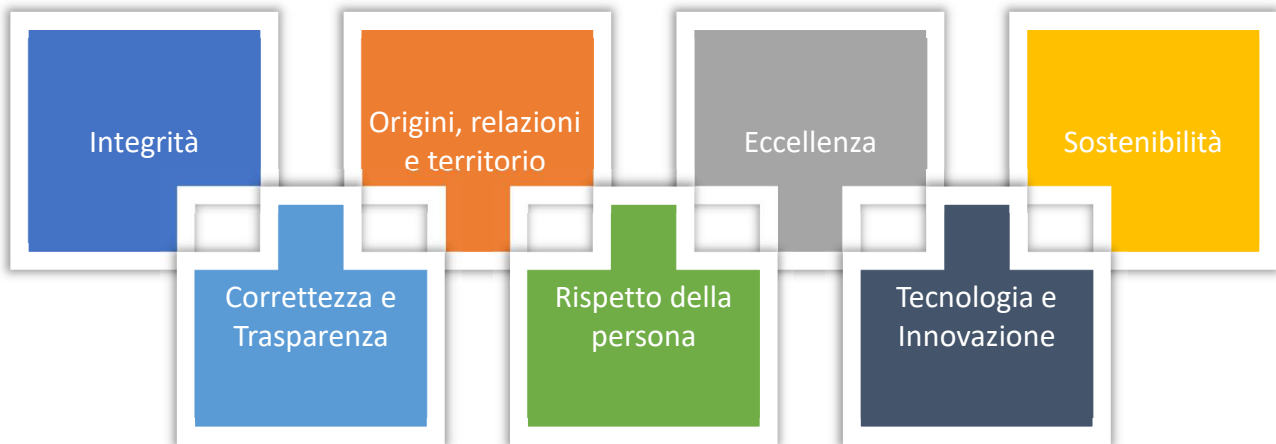 Integrità
Origini, relazioni
e territorio
Eccellenza
Sostenibilità
Correttezza e
Trasparenza
Rispetto della
persona
Tecnologia e
Innovazione